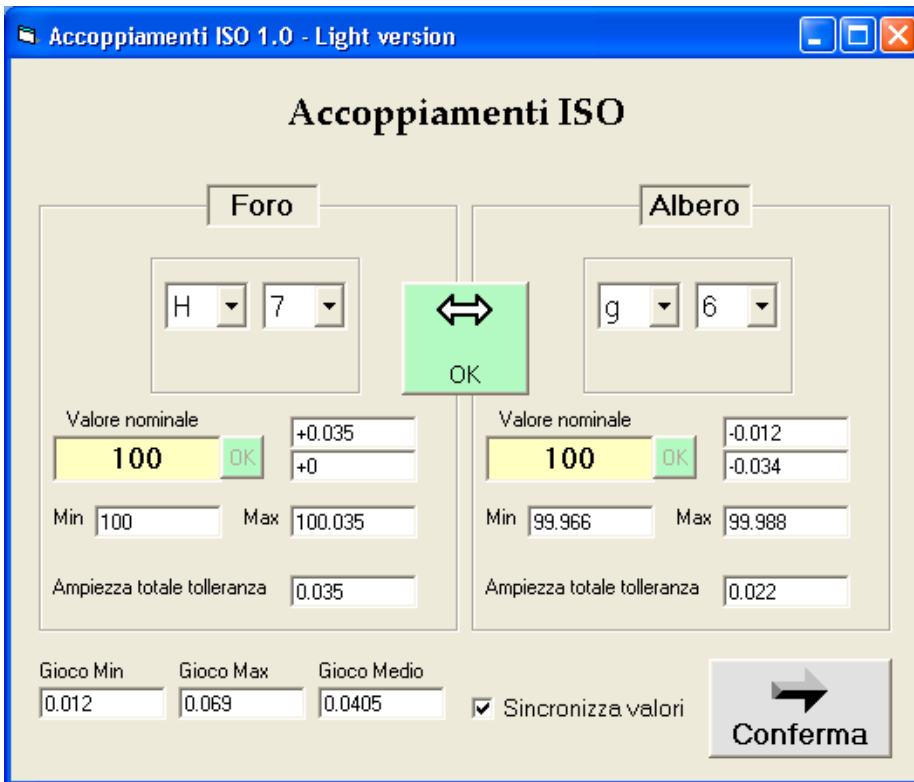 Accoppiamenti ISO 1.0 - Light version
Accoppiamenti ISO
Foro
Albero
H 7
OK
g 6
Valore nominale
100 OK
+0.035
+0
Min 100 Max 100.035
Ampiezza totale tolleranza 0.035
Valore nominale
100 OK
-0.012
-0.034
Min 99.966 Max 99.988
Ampiezza totale tolleranza 0.022
Gioco Min Gioco Max Gioco Medio
0.012 0.069 0.0405
Sincronizza valori
Conferma